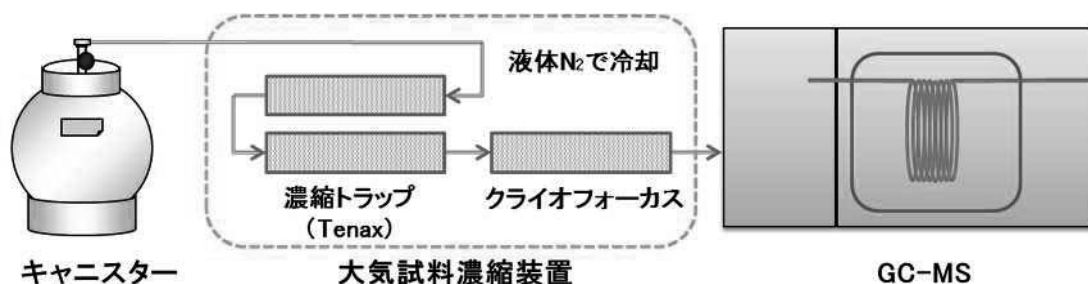 液体N₂で冷却
濃縮トラップ
（Tenax）
クライオフォーカス
キャニスター
大気試料濃縮装置
GC-MS